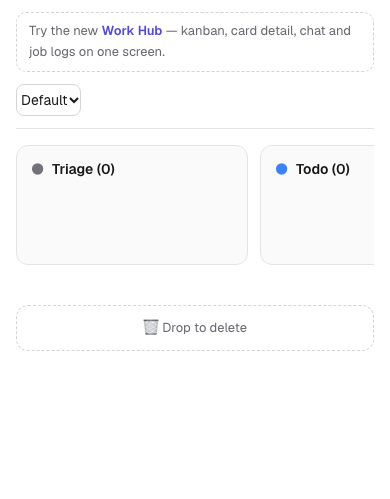 Try the new Work Hub — kanban, card detail, chat and
job logs on one screen.
Default
Triage (0)
Todo (0)
Drop to delete